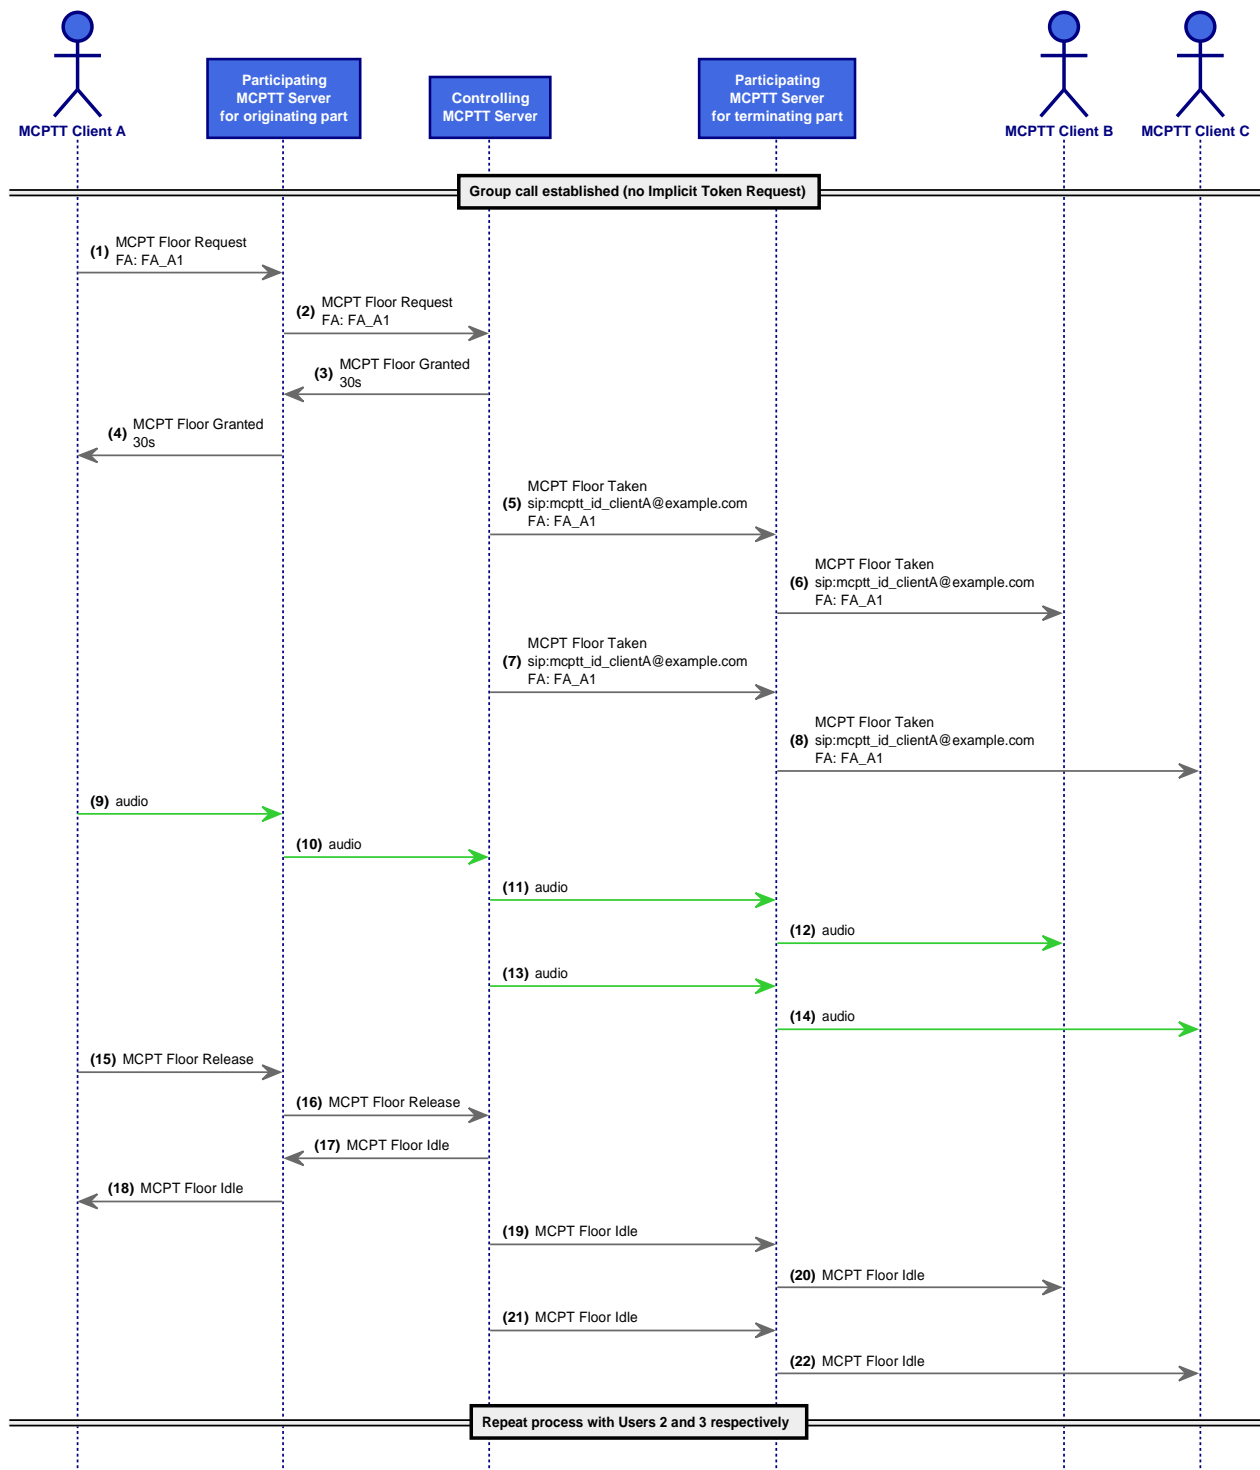 MCPTT Client A
Participating
MCPTT Server
for originating part
Controlling
MCPTT Server
Participating
MCPTT Server
for terminating part
MCPTT Client B
MCPTT Client C
Group call established (no Implicit Token Request)
(1) MCPT Floor Request
FA: FA_A1
(2) MCPT Floor Request
FA: FA_A1
(3) MCPT Floor Granted
30s
(4) MCPT Floor Granted
30s
MCPT Floor Taken
(5) sip:mcptt_id_clientA@example.com
FA: FA_A1
MCPT Floor Taken
(6) sip:mcptt_id_clientA@example.com
FA: FA_A1
MCPT Floor Taken
(7) sip:mcptt_id_clientA@example.com
FA: FA_A1
MCPT Floor Taken
(8) sip:mcptt_id_clientA@example.com
FA: FA_A1
(9) audio
(10) audio
(11) audio
(12) audio
(13) audio
(14) audio
(15) MCPT Floor Release
(16) MCPT Floor Release
(17) MCPT Floor Idle
(18) MCPT Floor Idle
(19) MCPT Floor Idle
(20) MCPT Floor Idle
(21) MCPT Floor Idle
(22) MCPT Floor Idle
Repeat process with Users 2 and 3 respectively